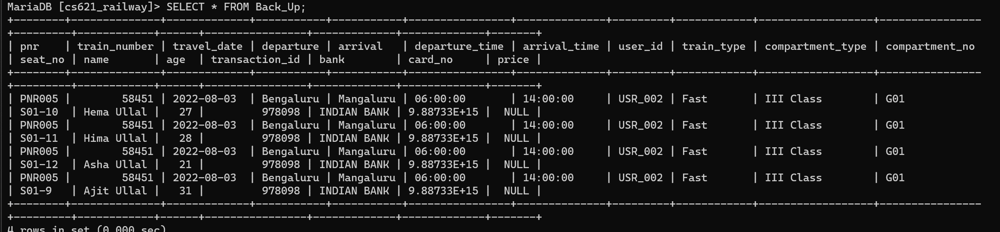 MariaDB [cs621_railway]> SELECT * FROM Back_Up;
+---------+--------------+-------------+-----------+-----------+----------------+--------------+---------+------------+------------------+----------------
+---------+------------+------+----------------+-------------+-------------+-------+
| pnr    | train_number | travel_date | departure | arrival   | departure_time | arrival_time | user_id | train_type | compartment_type | compartment_no
| seat_no | name       | age  | transaction_id | bank        | card_no     | price |
+---------+--------------+-------------+-----------+-----------+----------------+--------------+---------+------------+------------------+----------------
+---------+------------+------+----------------+-------------+-------------+-------+
| PNR005 |        58451 | 2022-08-03  | Bengaluru | Mangaluru | 06:00:00       | 14:00:00     | USR_002 | Fast       | III Class        | G01
| S01-10  | Hema Ullal |   27 |         978098 | INDIAN BANK | 9.88733E+15 |  NULL |
| PNR005 |        58451 | 2022-08-03  | Bengaluru | Mangaluru | 06:00:00       | 14:00:00     | USR_002 | Fast       | III Class        | G01
| S01-11  | Hima Ullal |   28 |         978098 | INDIAN BANK | 9.88733E+15 |  NULL |
| PNR005 |        58451 | 2022-08-03  | Bengaluru | Mangaluru | 06:00:00       | 14:00:00     | USR_002 | Fast       | III Class        | G01
| S01-12  | Asha Ullal |   21 |         978098 | INDIAN BANK | 9.88733E+15 |  NULL |
| PNR005 |        58451 | 2022-08-03  | Bengaluru | Mangaluru | 06:00:00       | 14:00:00     | USR_002 | Fast       | III Class        | G01
| S01-9   | Ajit Ullal |   31 |         978098 | INDIAN BANK | 9.88733E+15 |  NULL |
+---------+--------------+-------------+-----------+-----------+----------------+--------------+---------+------------+------------------+----------------
+---------+------------+------+----------------+-------------+-------------+-------+
4 rows in set (0.000 sec)